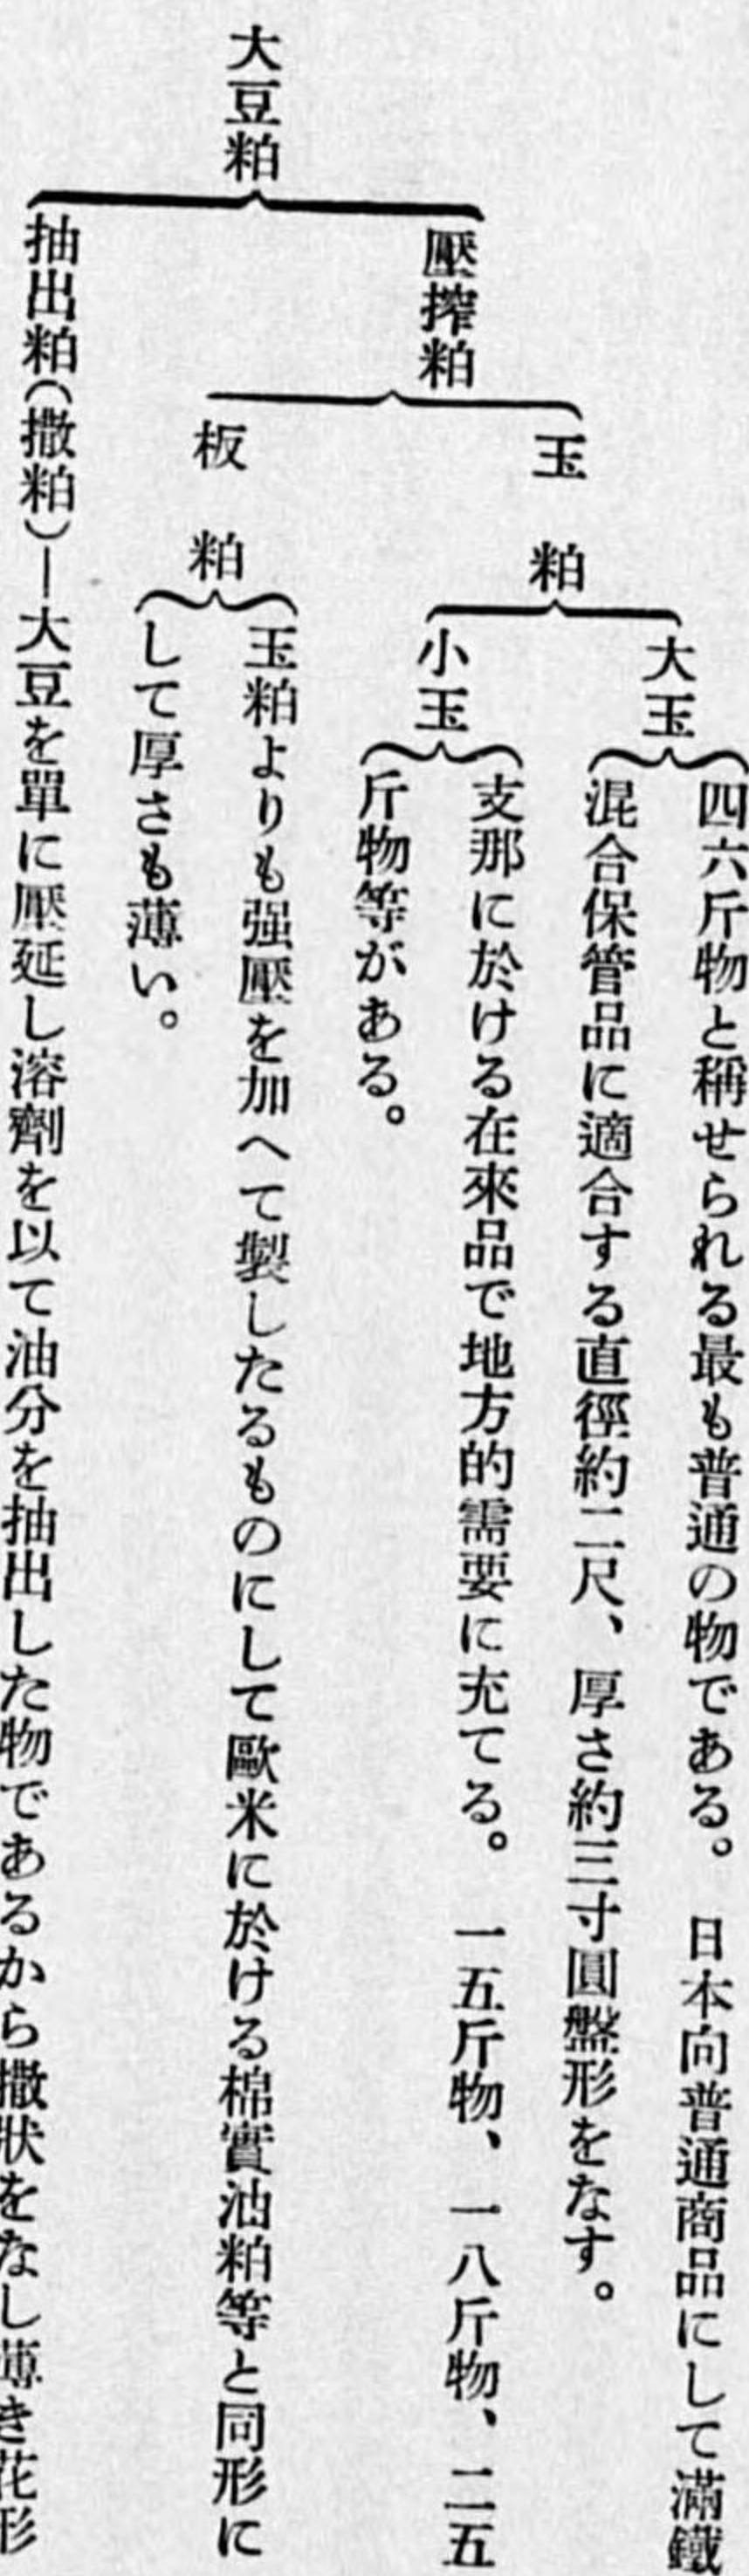 大豆粕
壓搾粕
玉粕
大玉
四六斤物と稱せられる最も普通の物である。 日本向普通商品にして滿鐵
混合保管品に適合する直徑約二尺、厚さ約三寸圓盤形をなす。
小玉
支那に於ける在來品で地方的需要に充てる。 一五斤物、一八斤物、二五
斤物等がある。
板粕
玉粕よりも强壓を加へて製したるものにして歐米に於ける棉實油粕等と同形に
して厚さも薄い。
抽出粕(撒粕)―大豆を單に壓延し溶劑を以て油分を抽出した物であるから撒狀をなし薄き花形